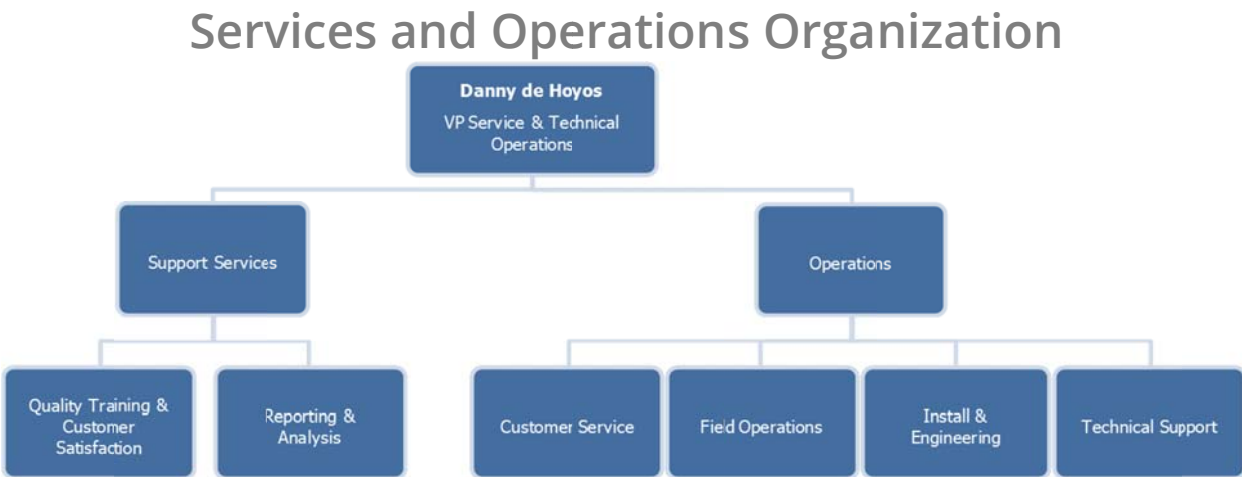 Services and Operations Organization
Danny de Hoyos
VP Service & Technical
Operations
Support Services
Operations
Quality Training &
Customer
Satisfaction
Reporting &
Analysis
Customer Service
Field Operations
Install &
Engineering
Technical Support